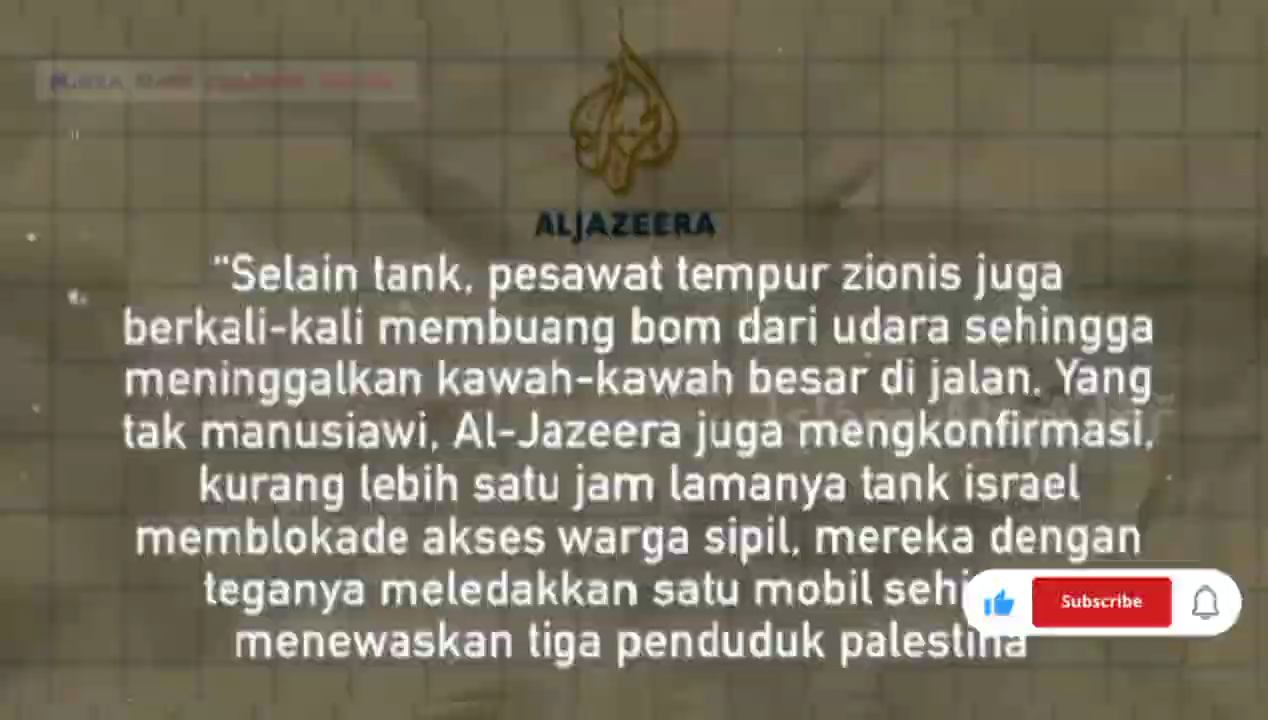 ALJAZEERA
"Selain tank, pesawat tempur zionis juga
berkali-kali membuang bom dari udara sehingga
meninggalkan kawah-kawah besar di jalan. Yang
tak manusiawi, Al-Jazeera juga mengkonfirmasi,
kurang lebih satu jam lamanya tank israel
memblokade akses warga sipil, mereka dengan
teganya meledakkan satu mobil
Subscribe
menewaskan tiga penduduk palestina